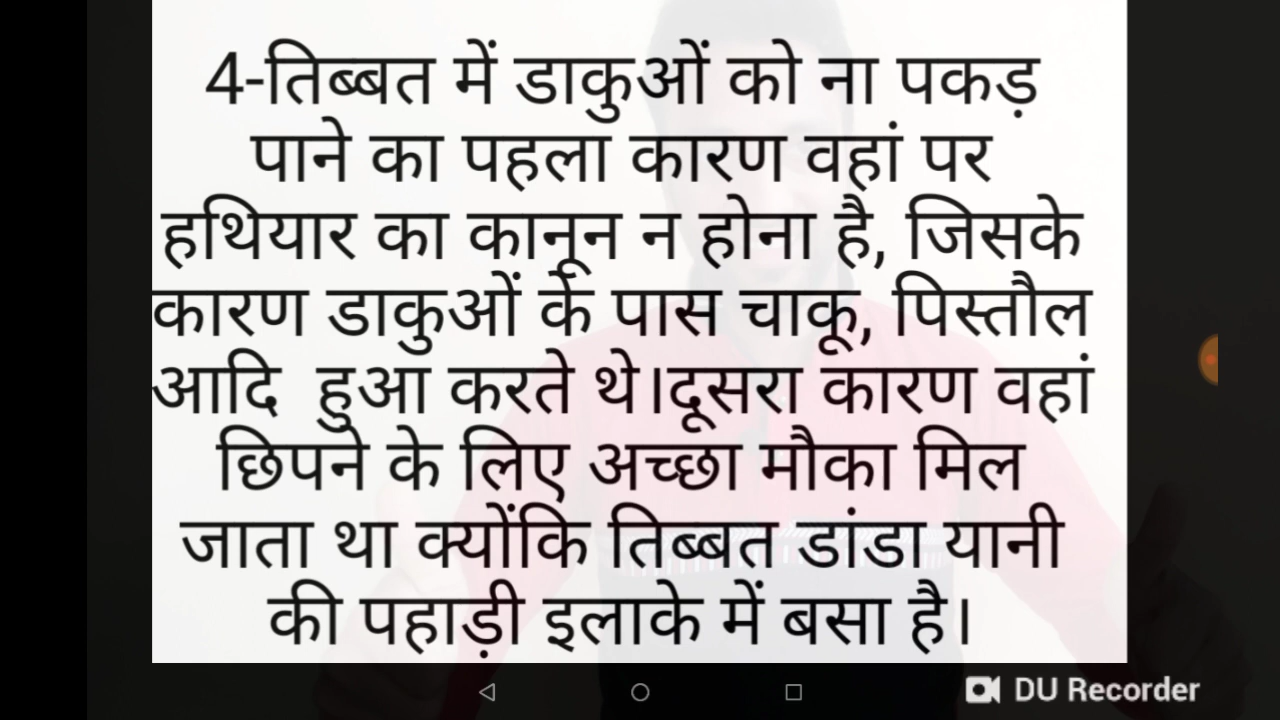 4-तिब्बत में डाकुओं को ना पकड़
पाने का पहला कारण वहां पर
हथियार का कानून न होना है, जिसके
कारण डाकुओं के पास चाकू, पिस्तौल
आदि  हुआ करते थे।दूसरा कारण वहां
छिपने के लिए अच्छा मौका मिल
जाता था क्योंकि तिब्बत डांडा यानी
की पहाड़ी इलाके में बसा है।
DU Recorder